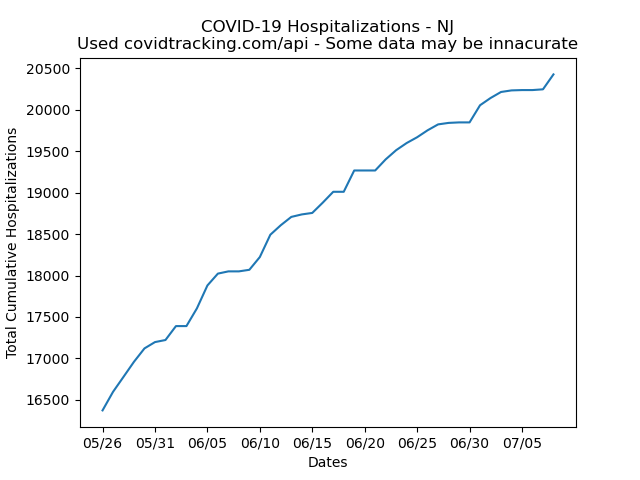 COVID-19 Hospitalizations - NJ
Used covidtracking.com/api - Some data may be innacurate
20500
20000
19500
19000
18500
18000
17500
17000
16500
Total Cumulative Hospitalizations
05/26 05/31 06/05 06/10 06/15 06/20 06/25 06/30 07/05
Dates